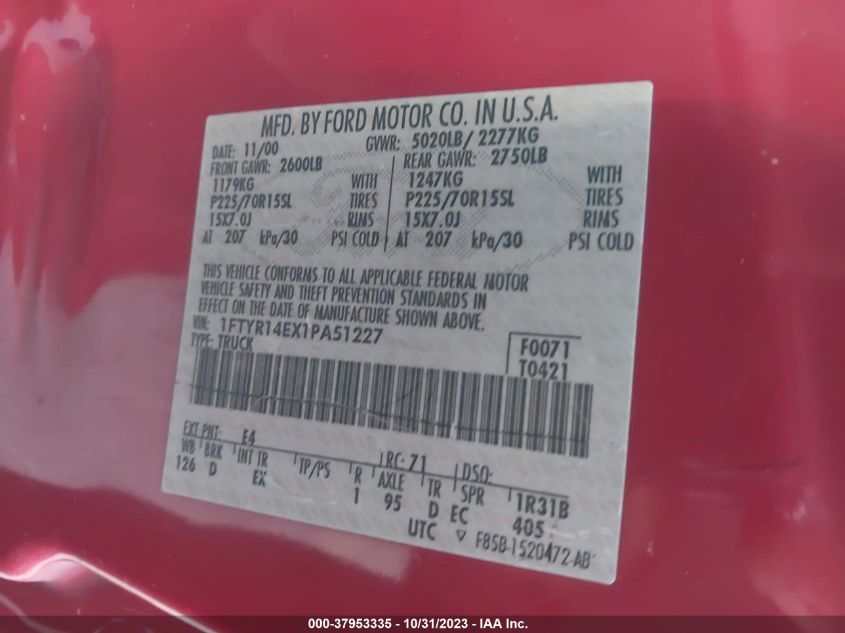 MFD. BY FORD MOTOR CO. IN U.S.A.
DATE: 11/00 GVWR: 5020LB/ 2277KG
FRONT GAWR: 2600LB REAR GAWR: 2750LB
1179KG WITH 1247KG WITH
P225/70R15SL TIRES P225/70R15SL TIRES
15X7.0J RIMS 15X7.0J RIMS
AT 207 kPa/30 PSI COLD AT 207 kPa/30 PSI COLD
THIS VEHICLE CONFORMS TO ALL APPLICABLE FEDERAL MOTOR
VEHICLE SAFETY AND THEFT PREVENTION STANDARDS IN
EFFECT ON THE DATE OF MANUFACTURE SHOWN ABOVE.
VIN: 1FTYR14EX1PA51227
TYPE: TRUCK
F0071
T0421
EXT PNT: E4 RC: 71 DSO:
WB BRK INT TR TP/PS R AXLE TR SPR 1R31B
126 D EX 1 95 D EC 405
UTC ▽ F85B-1520472-AB
000-37953335 - 10/31/2023 - IAA Inc.